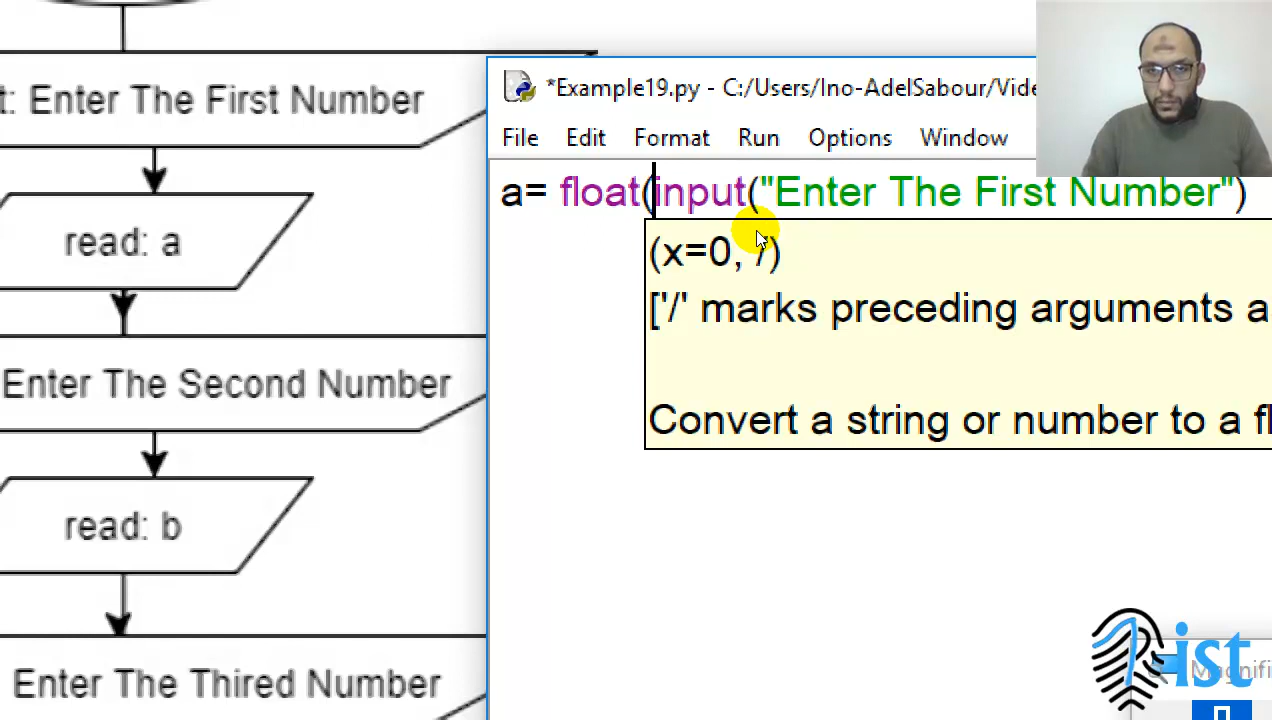 t: Enter The First Number
read: a
Enter The Second Number
read: b
Enter The Thired Number
*Example19.py - C:/Users/Ino-AdelSabour/Vide
File Edit Format Run Options Window
a= float(input("Enter The First Number")
(x=0, /)
['/' marks preceding arguments a
Convert a string or number to a fl
ist
Magnifi